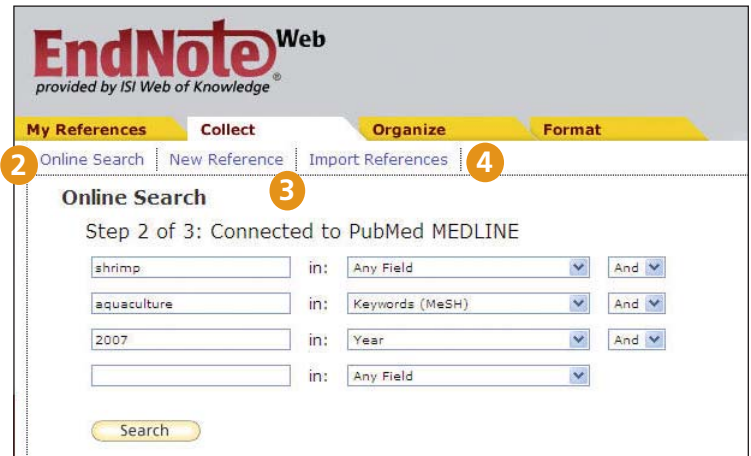 EndNote Web
®
provided by ISI Web of Knowledge
My References Collect Organize Format
2 Online Search New Reference Import References 4
3
Online Search
Step 2 of 3: Connected to PubMed MEDLINE
shrimp in: Any Field And
aquaculture in: Keywords (MeSH) And
2007 in: Year And
in: Any Field
Search